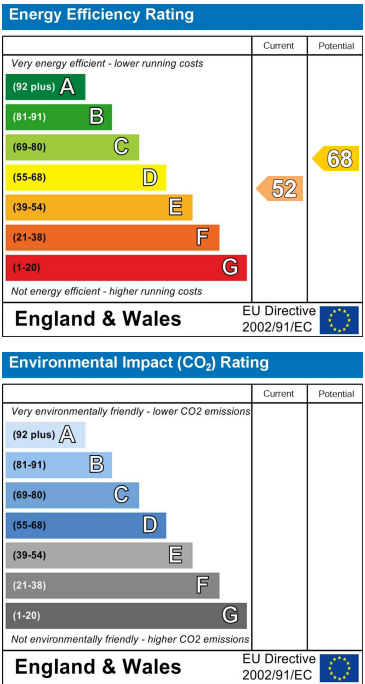 Energy Efficiency Rating
Current Potential
Very energy efficient - lower running costs
(92 plus) A
(81-91) B
(69-80) C
(55-68) D
(39-54) E
(21-38) F
(1-20) G
52
68
Not energy efficient - higher running costs
England & Wales
EU Directive
2002/91/EC
Environmental Impact (CO₂) Rating
Current Potential
Very environmentally friendly - lower CO2 emissions
(92 plus) A
(81-91) B
(69-80) C
(55-68) D
(39-54) E
(21-38) F
(1-20) G
Not environmentally friendly - higher CO2 emissions
England & Wales
EU Directive
2002/91/EC